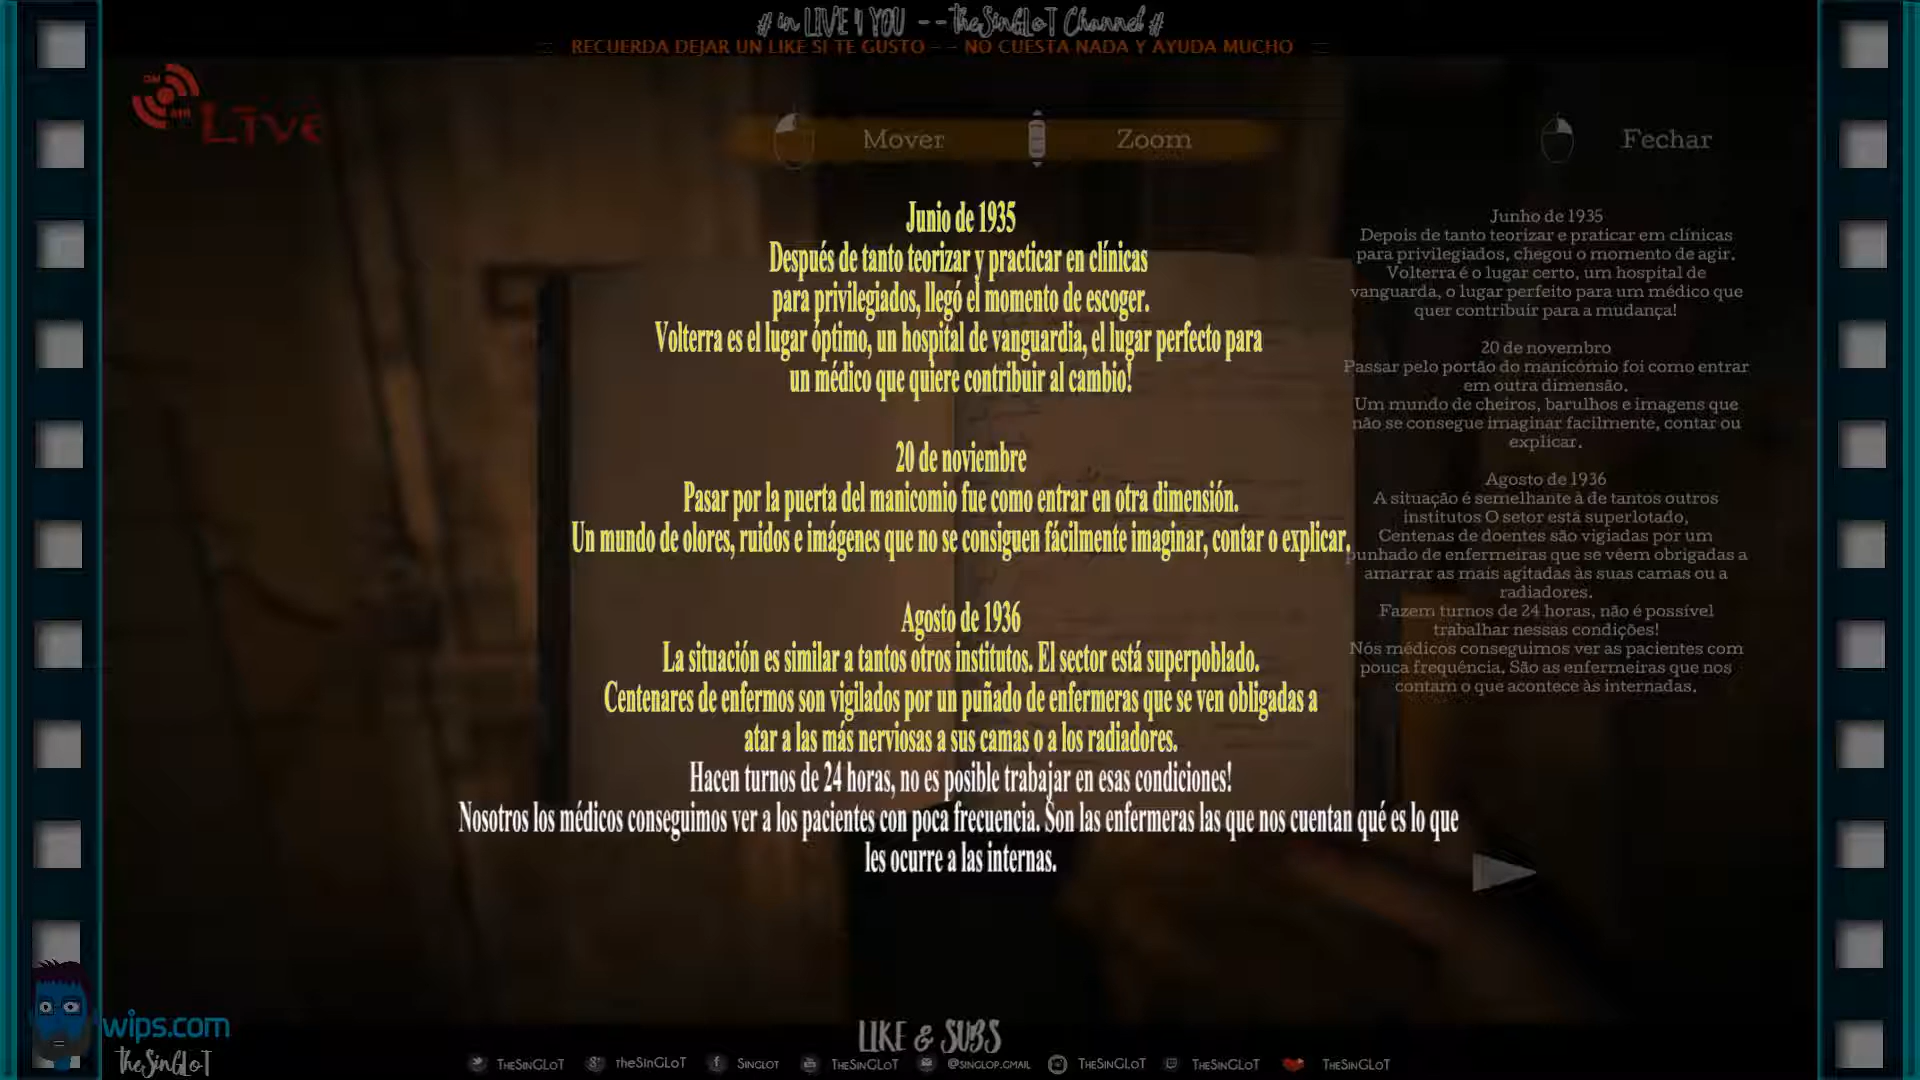 # in LIVE 4 YOU -- theSinGLoT Channel #
:: RECUERDA DEJAR UN LIKE SI TE GUSTO -- NO CUESTA NADA Y AYUDA MUCHO ::
ON
AIR
LIVE
Mover
Zoom
Fechar
Junio de 1935
Después de tanto teorizar y practicar en clínicas
para privilegiados, llegó el momento de escoger.
Volterra es el lugar óptimo, un hospital de vanguardia, el lugar perfecto para
un médico que quiere contribuir al cambio!
20 de noviembre
Pasar por la puerta del manicomio fue como entrar en otra dimensión.
Un mundo de olores, ruidos e imágenes que no se consiguen fácilmente imaginar, contar o explicar.
Agosto de 1936
La situación es similar a tantos otros institutos. El sector está superpoblado.
Centenares de enfermos son vigilados por un puñado de enfermeras que se ven obligadas a
atar a las más nerviosas a sus camas o a los radiadores.
Hacen turnos de 24 horas, no es posible trabajar en esas condiciones!
Nosotros los médicos conseguimos ver a los pacientes con poca frecuencia. Son las enfermeras las que nos cuentan qué es lo que
les ocurre a las internas.
Junho de 1935
Depois de tanto teorizar e praticar em clínicas
para privilegiados, chegou o momento de agir.
Volterra é o lugar certo, um hospital de
vanguarda, o lugar perfeito para um médico que
quer contribuir para a mudança!
20 de novembro
Passar pelo portão do manicômio foi como entrar
em outra dimensão.
Um mundo de cheiros, barulhos e imagens que
não se consegue imaginar facilmente, contar ou
explicar.
Agosto de 1936
A situação é semelhante à de tantos outros
institutos O setor está superlotado,
Centenas de doentes são vigiadas por um
punhado de enfermeiras que se vêem obrigadas a
amarrar as mais agitadas às suas camas ou a
radiadores.
Fazem turnos de 24 horas, não é possível
trabalhar nessas condições!
Nós médicos conseguimos ver as pacientes com
pouca frequência. São as enfermeiras que nos
contam o que acontece às internadas.
wips.com
theSinGLoT
LIKE & SUBS
TheSinGLoT
TheSinGLoT
Singlot
TheSinGLoT
@singlop.gmail
TheSinGLoT
TheSinGLoT
TheSinGLoT